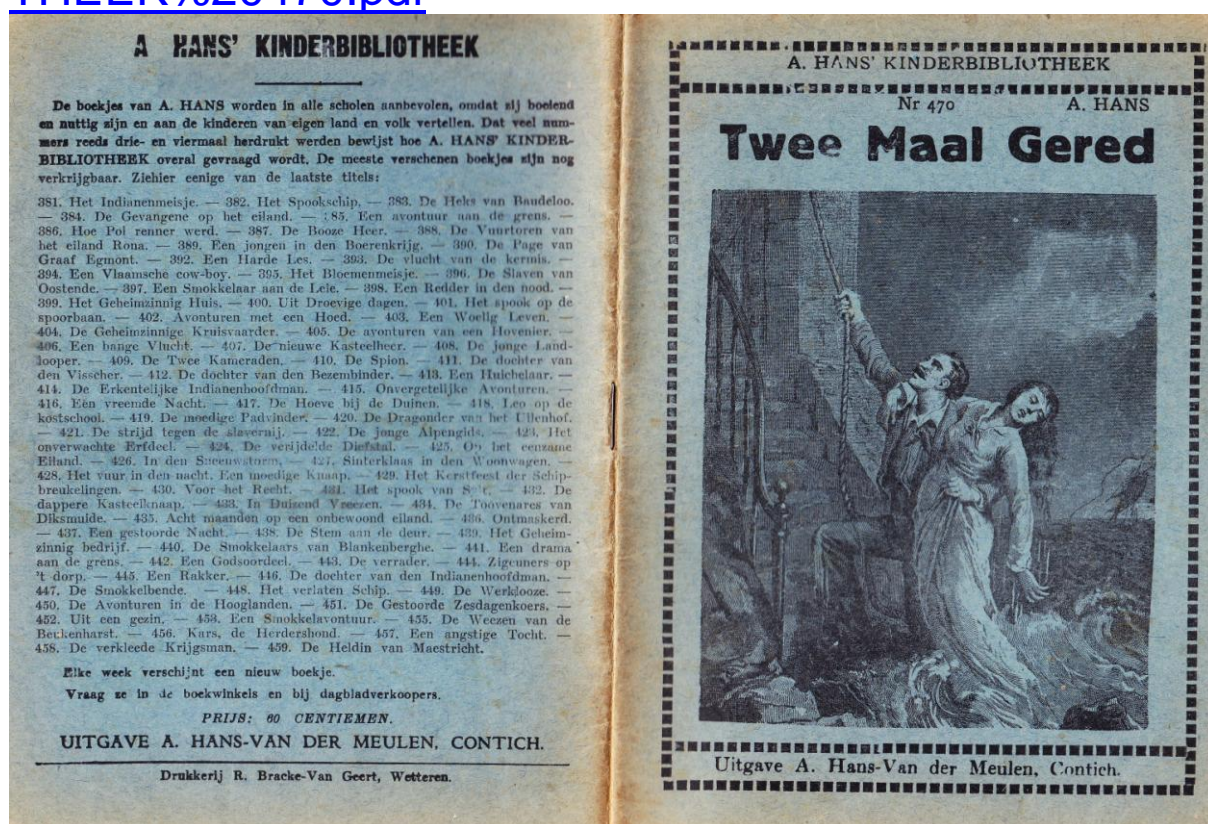 THEEK%20470.pdf
A HANS' KINDERBIBLIOTHEEK
De boekjes van A. HANS worden in alle scholen aanbevolen, omdat zij boeiend
en nuttig zijn en aan de kinderen van eigen land en volk vertellen. Dat veel num-
mers reeds drie- en viermaal herdrukt werden bewijst hoe A. HANS' KINDER-
BIBLIOTHEEK overal gevraagd wordt. De meeste verschenen boekjes zijn nog
verkrijgbaar. Ziehier eenige van de laatste titels:
381. Het Indianenmeisje. — 382. Het Spookschip. — 383. De Heks van Baudeloo.
— 384. De Gevangene op het eiland. — 385. Een avontuur aan de grens. —
386. Hoe Pol renner werd. — 387. De Booze Heer. — 388. De Vuurtoren van
het eiland Rona. — 389. Een jongen in den Boerenkrijg. — 390. De Page van
Graaf Egmont. — 392. Een Harde Les. — 393. De vlucht van de kermis. —
394. Een Vlaamsche cow-boy. — 395. Het Bloemenmeisje. — 396. De Slaven van
Oostende. — 397. Een Smokkelaar aan de Leie. — 398. Een Redder in den nood. —
399. Het Geheimzinnig Huis. — 400. Uit Droevige dagen. — 401. Het spook op de
spoorbaan. — 402. Avonturen met een Hoed. — 403. Een Woelig Leven. —
404. De Geheimzinnige Kruisvaarder. — 405. De avonturen van een Hovenier. —
406. Een bange Vlucht. — 407. De nieuwe Kasteelheer. — 408. De jonge Land-
looper. — 409. De Twee Kameraden. — 410. De Spion. — 411. De dochter van
den Visscher. — 412. De dochter van den Bezembinder. — 413. Een Huichelaar. —
414. De Erkentelijke Indianenhoofdman. — 415. Onvergetelijke Avonturen. —
416. Een vreemde Nacht. — 417. De Hoeve bij de Duinen. — 418. Leo op de
kostschool. — 419. De moedige Padvinder. — 420. De Dragonder van het Uilenhof.
— 421. De strijd tegen de slavernij. — 422. De jonge Alpengids. — 423. Het
onverwachte Erfdeel. — 424. De verijdelde Diefstal. — 425. Op het eenzame
Eiland. — 426. In den Sneeuwstorm. — 427. Sinterklaas in den Woonwagen. —
428. Het vuur in den nacht. Een moedige Knaap. — 429. Het Kerstfeest der Schip-
breukelingen. — 430. Voor het Recht. — 431. Het spook van — 432. De
dappere Kasteelknaap. — 433. In Duizend Vreezen. — 434. De Toovenares van
Diksmuide. — 435. Acht maanden op een onbewoond eiland. — 436. Ontmaskerd.
— 437. Een gestoorde Nacht. — 438. De Stem aan de deur. — 439. Het Geheim-
zinnig bedrijf. — 440. De Smokkelaars van Blankenberghe. — 441. Een drama
aan de grens. — 442. Een Godsoordeel. — 443. De verrader. — 444. Zigeuners op
't dorp. — 445. Een Rakker. — 446. De dochter van den Indianenhoofdman. —
447. De Smokkelbende. — 448. Het verlaten Schip. — 449. De Werklooze. —
450. De Avonturen in de Hooglanden. — 451. De Gestoorde Zesdagenkoers. —
452. Uit een gezin. — 453. Een Smokkelavontuur. — 455. De Weezen van de
Beukenharst. — 456. Kars, de Herdershond. — 457. Een angstige Tocht. —
458. De verkleede Krijgsman. — 459. De Heldin van Maestricht.
Elke week verschijnt een nieuw boekje.
Vraag ze in de boekwinkels en bij dagbladverkoopers.
PRIJS: 60 CENTIEMEN.
UITGAVE A. HANS-VAN DER MEULEN, CONTICH.
Drukkerij R. Bracke-Van Geert, Wetteren.
A. HANS' KINDERBIBLIOTHEEK
Nr 470 A. HANS
Twee Maal Gered
Uitgave A. Hans-Van der Meulen, Contich.